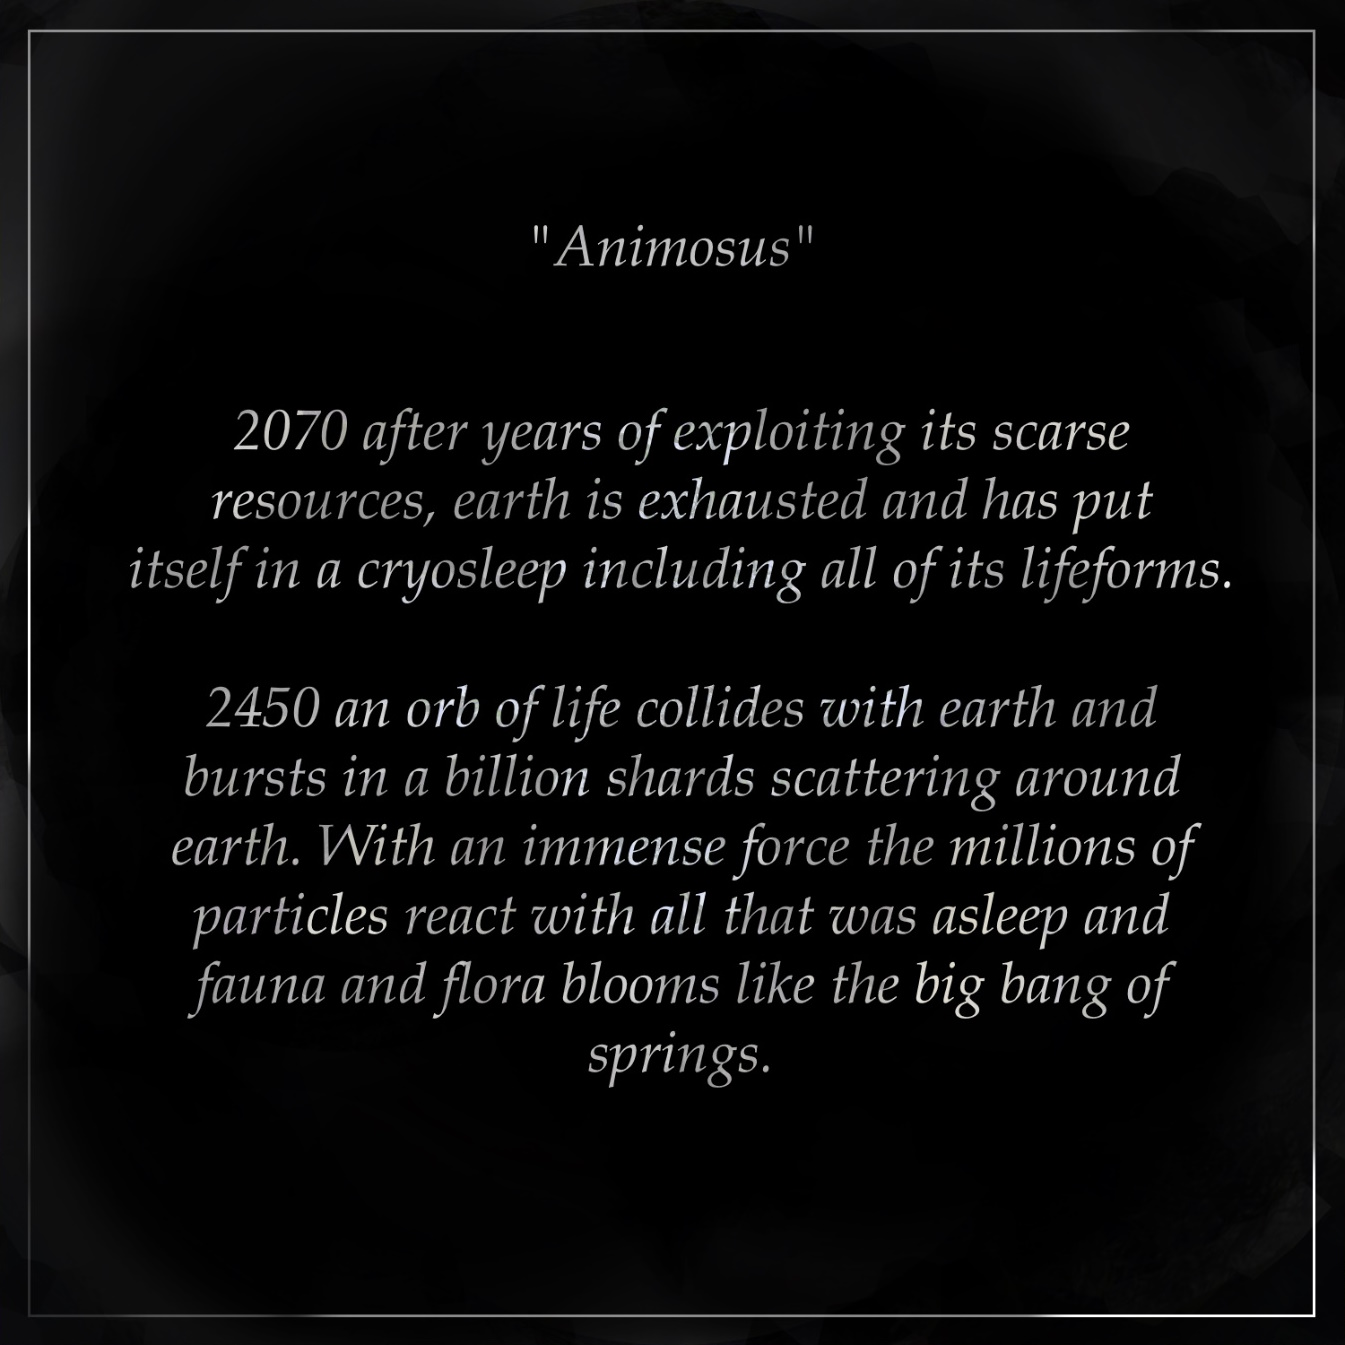 "Animosus"
2070 after years of exploiting its scarse
resources, earth is exhausted and has put
itself in a cryosleep including all of its lifeforms.
2450 an orb of life collides with earth and
bursts in a billion shards scattering around
earth. With an immense force the millions of
particles react with all that was asleep and
fauna and flora blooms like the big bang of
springs.